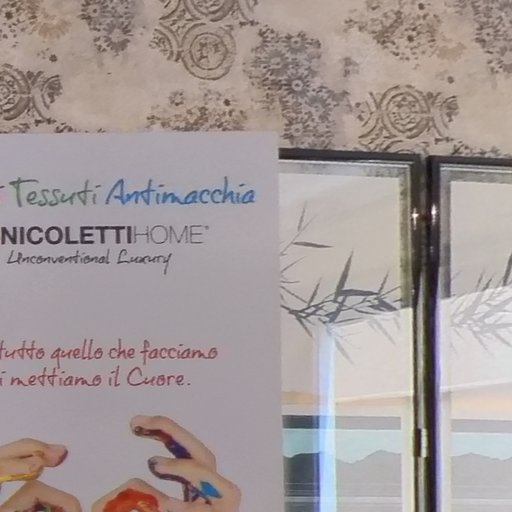 i Tessuti Antimacchia
NICOLETTIHOME®
Unconventional Luxury
tutto quello che facciamo
i mettiamo il Cuore.